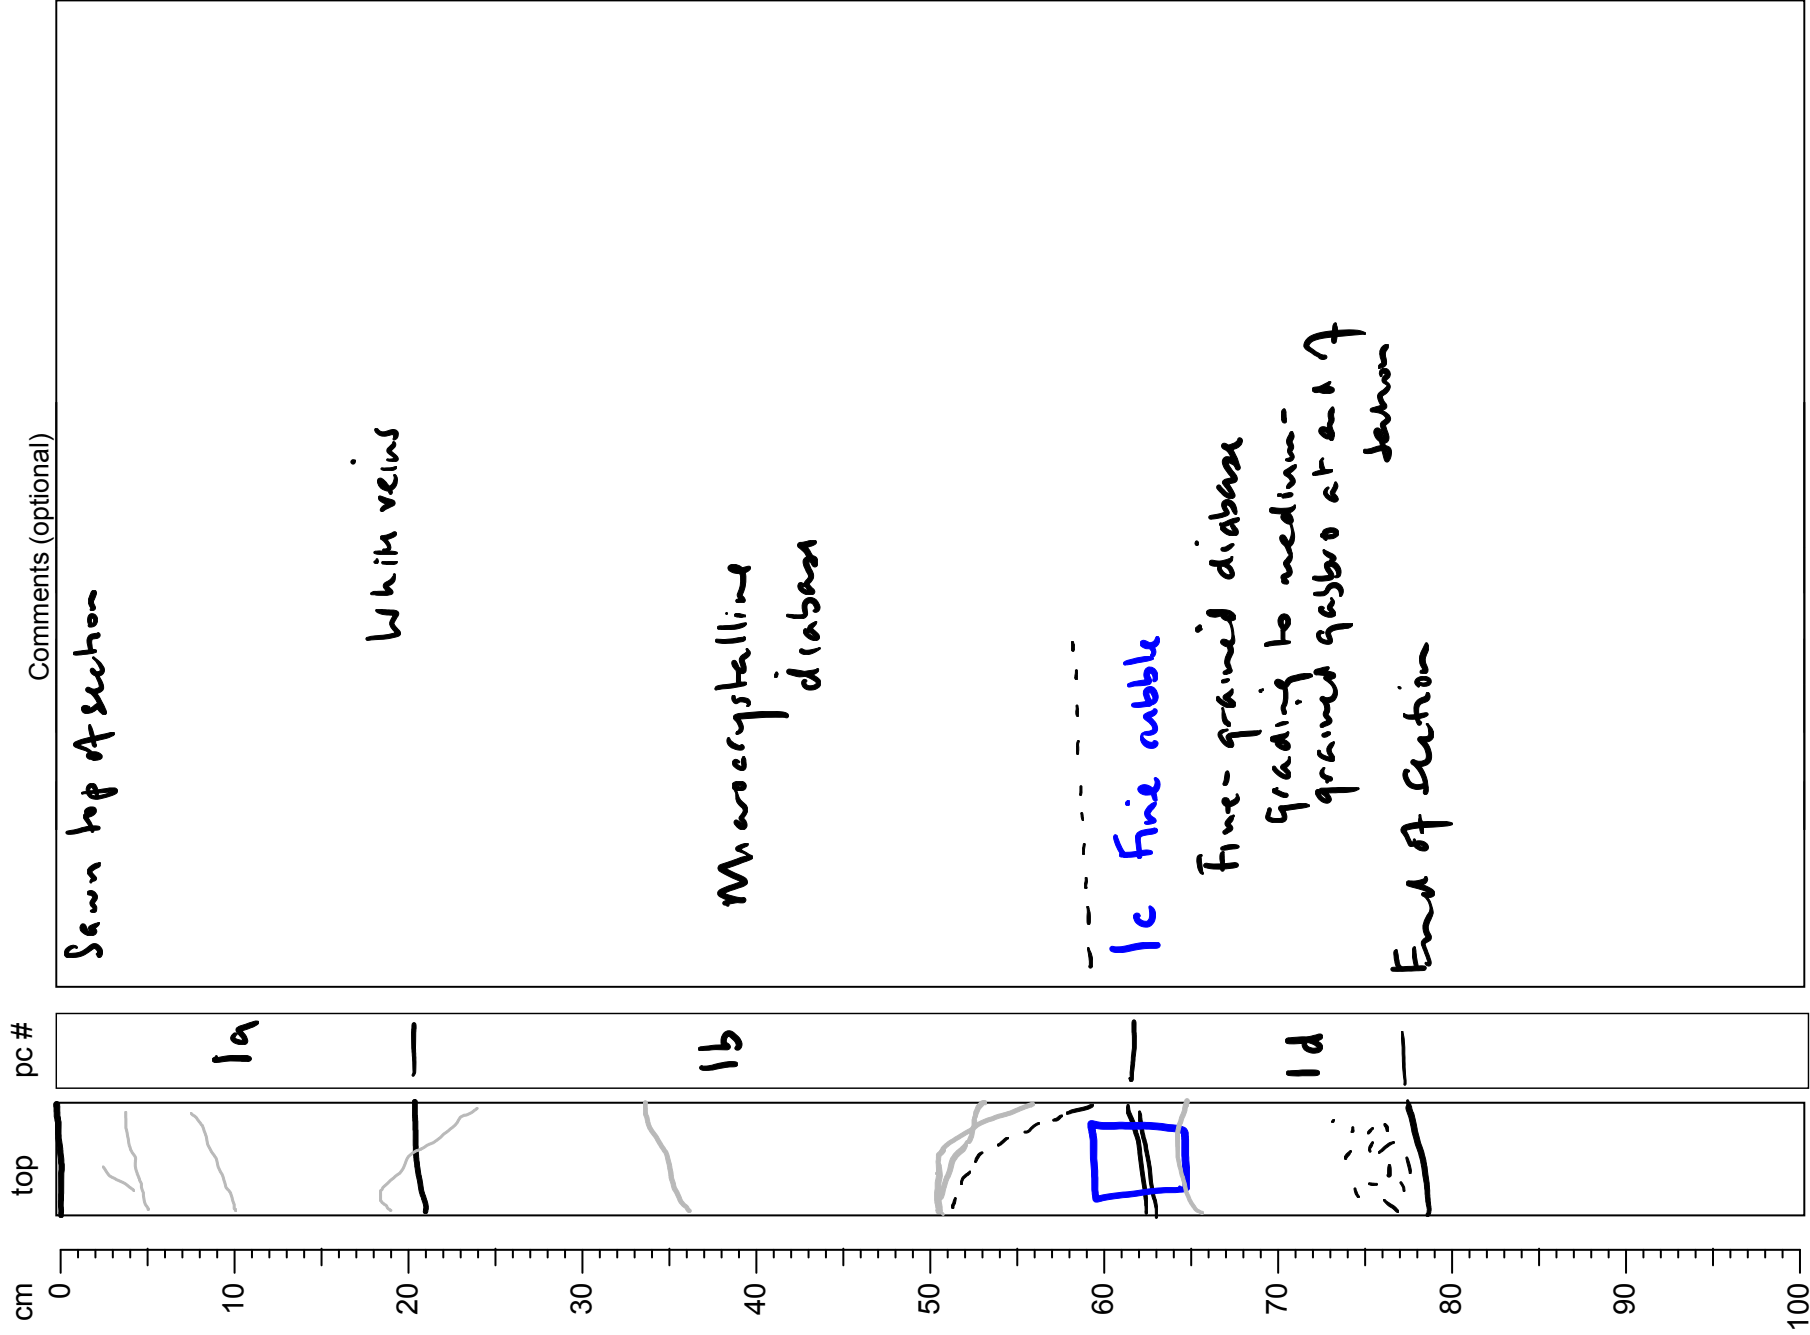 cm
top
pc #
Comments (optional)
0
10
20
30
40
50
60
70
80
90
100
1a
1b
1d
Sawn top of section
White veins
Microcrystalline
diabase
1c Fine rubble
Fine-grained diabase
grading to medium-
grained gabbro at end of
section
End of Section